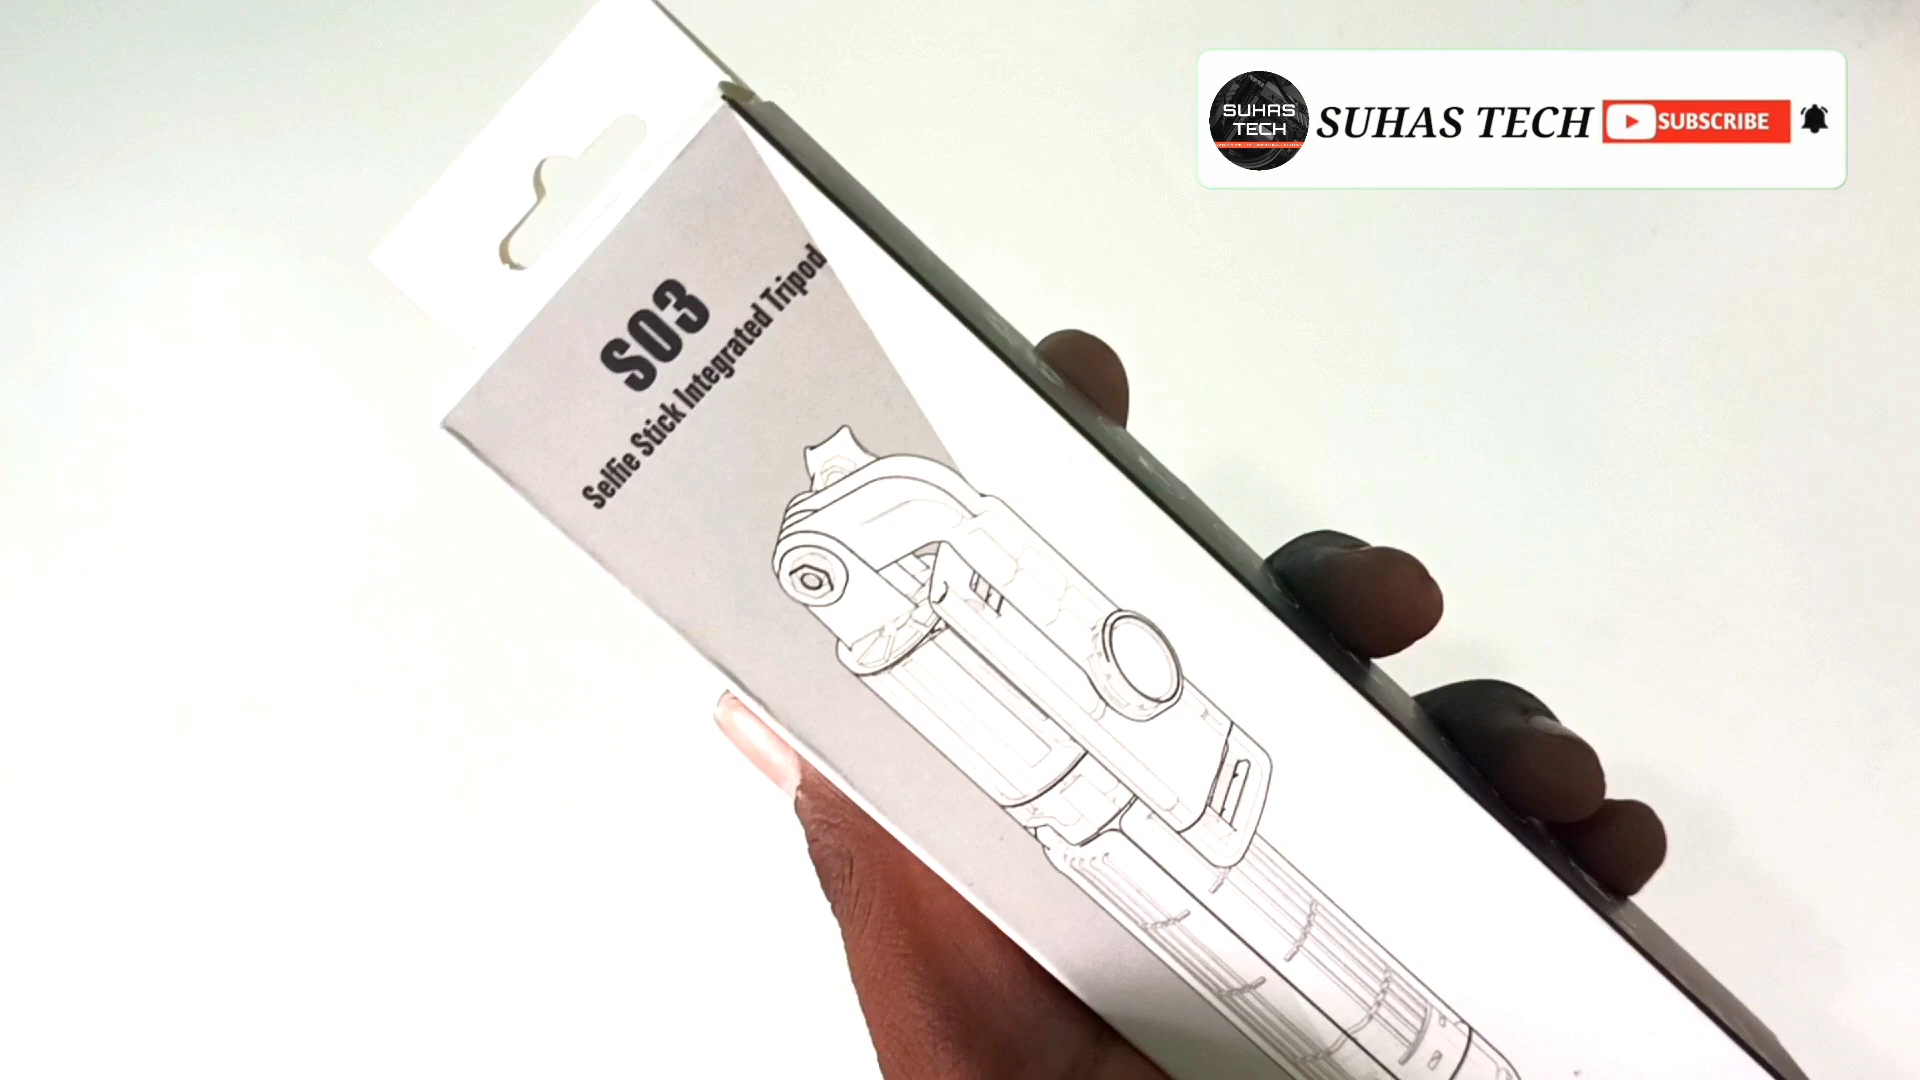 SUHAS
TECH
SUHAS TECH
SUBSCRIBE
S03
Selfie Stick Integrated Tripod